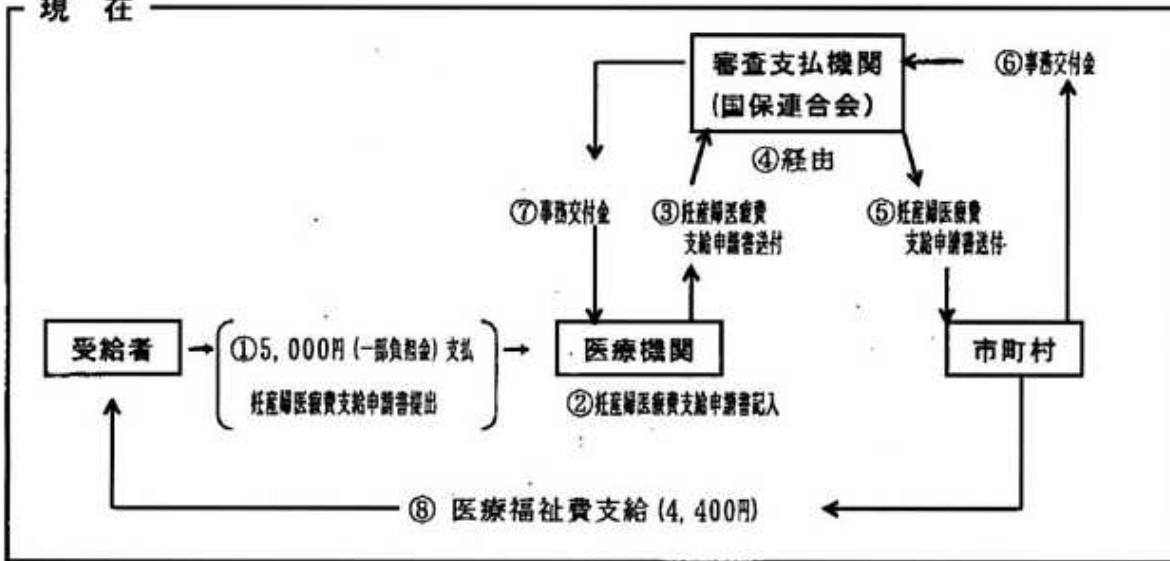 現 在
審査支払機関
(国保連合会)
⑥事務交付金
④経由
⑦事務交付金
③妊産婦医療費
支給申請書送付
⑤妊産婦医療費
支給申請書送付
受給者
①5,000円(一部負担金)支払
妊産婦医療費支給申請書提出
医療機関
②妊産婦医療費支給申請書記入
市町村
⑧ 医療福祉費支給(4,400円)